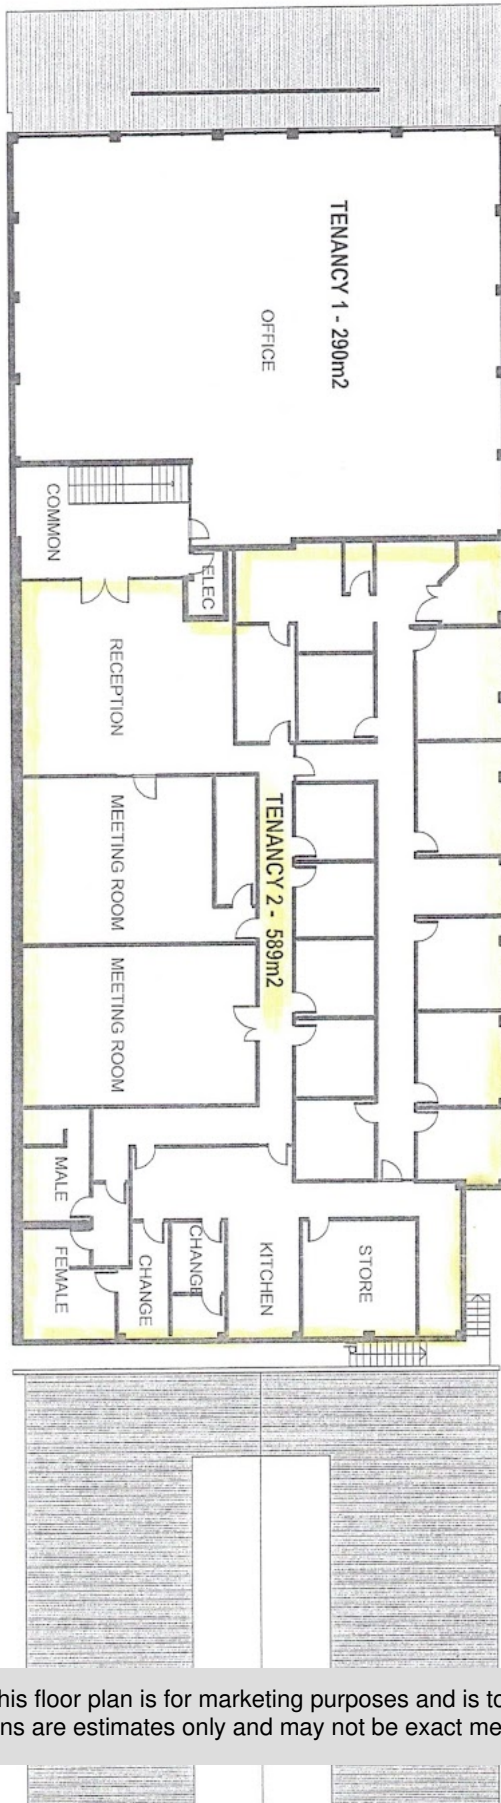 TENANCY 1 - 290m2
OFFICE
COMMON
ELEC
RECEPTION
TENANCY 2 - 589m2
MEETING ROOM
MEETING ROOM
MALE
FEMALE
CHANGE
CHANGE
KITCHEN
STORE
his floor plan is for marketing purposes and is to
ns are estimates only and may not be exact me